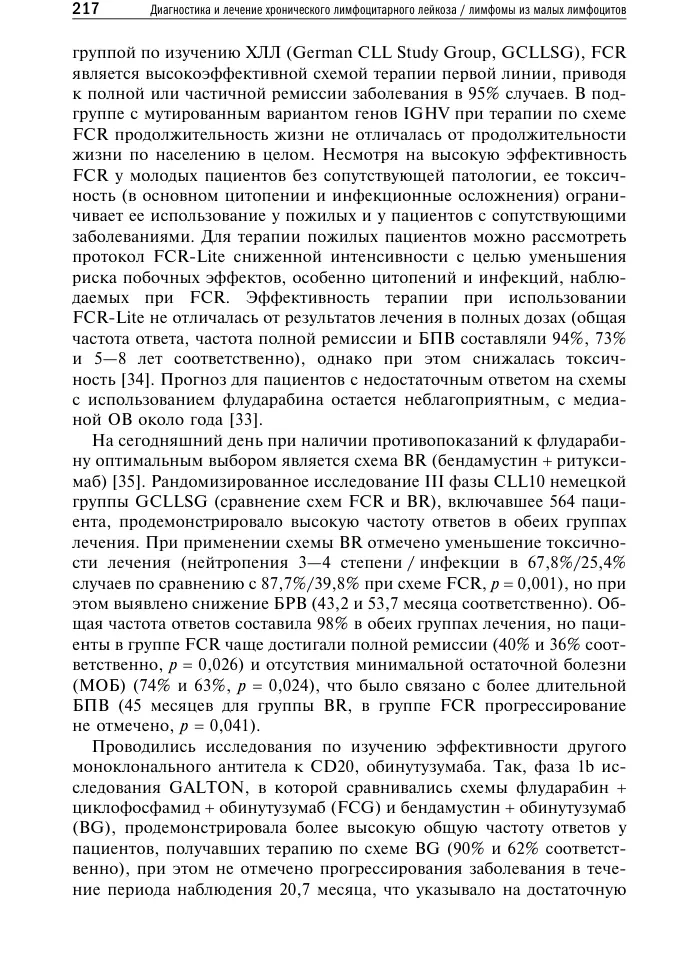 217 Диагностика и лечение хронического лимфоцитарного лейкоза / лимфомы из малых лимфоцитов
группой по изучению ХЛЛ (German CLL Study Group, GCLLSG), FCR
является высокоэффективной схемой терапии первой линии, приводя
к полной или частичной ремиссии заболевания в 95% случаев. В под-
группе с мутированным вариантом генов IGHV при терапии по схеме
FCR продолжительность жизни не отличалась от продолжительности
жизни по населению в целом. Несмотря на высокую эффективность
FCR у молодых пациентов без сопутствующей патологии, ее токсич-
ность (в основном цитопении и инфекционные осложнения) ограни-
чивает ее использование у пожилых и у пациентов с сопутствующими
заболеваниями. Для терапии пожилых пациентов можно рассмотреть
протокол FCR-Lite сниженной интенсивности с целью уменьшения
риска побочных эффектов, особенно цитопений и инфекций, наблю-
даемых при FCR. Эффективность терапии при использовании
FCR-Lite не отличалась от результатов лечения в полных дозах (общая
частота ответа, частота полной ремиссии и БПВ составляли 94%, 73%
и 5—8 лет соответственно), однако при этом снижалась токсич-
ность [34]. Прогноз для пациентов с недостаточным ответом на схемы
с использованием флударабина остается неблагоприятным, с медиа-
ной ОВ около года [33].
На сегодняшний день при наличии противопоказаний к флудараби-
ну оптимальным выбором является схема BR (бендамустин + ритукси-
маб) [35]. Рандомизированное исследование III фазы CLL10 немецкой
группы GCLLSG (сравнение схем FCR и BR), включавшее 564 паци-
ента, продемонстрировало высокую частоту ответов в обеих группах
лечения. При применении схемы BR отмечено уменьшение токсично-
сти лечения (нейтропения 3—4 степени / инфекции в 67,8%/25,4%
случаев по сравнению с 87,7%/39,8% при схеме FCR, p = 0,001), но при
этом выявлено снижение БРВ (43,2 и 53,7 месяца соответственно). Об-
щая частота ответов составила 98% в обеих группах лечения, но паци-
енты в группе FCR чаще достигали полной ремиссии (40% и 36% соот-
ветственно, p = 0,026) и отсутствия минимальной остаточной болезни
(МОБ) (74% и 63%, p = 0,024), что было связано с более длительной
БПВ (45 месяцев для группы BR, в группе FCR прогрессирование
не отмечено, p = 0,041).
Проводились исследования по изучению эффективности другого
моноклонального антитела к CD20, обинутузумаба. Так, фаза 1b ис-
следования GALTON, в которой сравнивались схемы флударабин +
циклофосфамид + обинутузумаб (FCG) и бендамустин + обинутузумаб
(BG), продемонстрировала более высокую общую частоту ответов у
пациентов, получавших терапию по схеме BG (90% и 62% соответст-
венно), при этом не отмечено прогрессирования заболевания в тече-
ние периода наблюдения 20,7 месяца, что указывало на достаточную